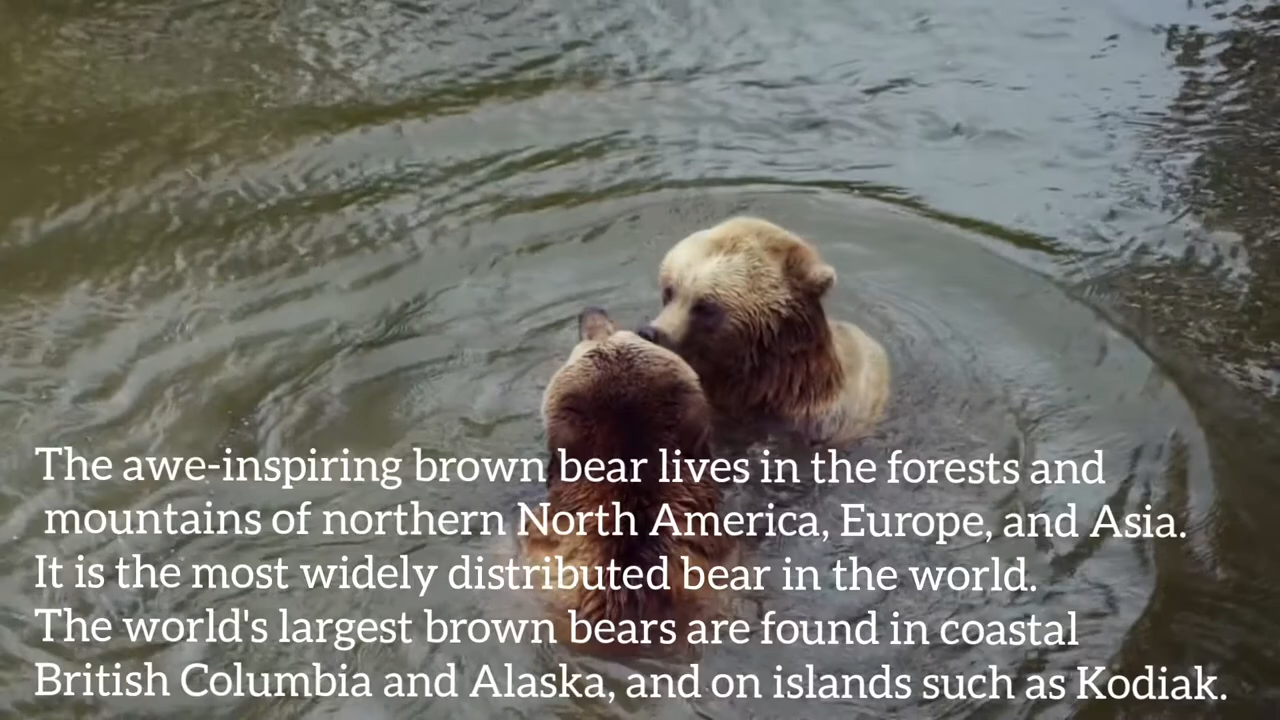 The awe-inspiring brown bear lives in the forests and
mountains of northern North America, Europe, and Asia.
It is the most widely distributed bear in the world.
The world's largest brown bears are found in coastal
British Columbia and Alaska, and on islands such as Kodiak.